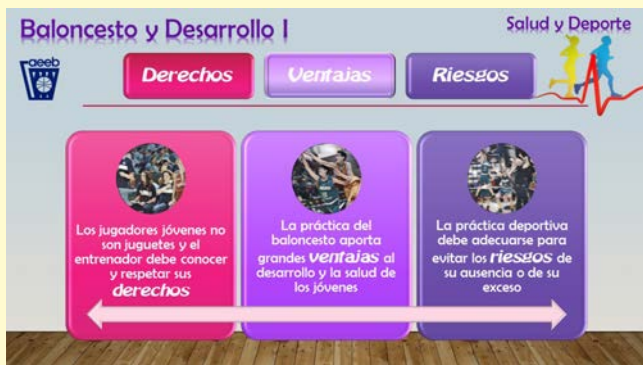 Baloncesto y Desarrollo I
Salud y Deporte
aeeb
Derechos
Ventajas
Riesgos
Los jugadores jóvenes no
son juguetes y el
entrenador debe conocer
y respetar sus
derechos
La práctica del
baloncesto aporta
grandes ventajas al
desarrollo y la salud de
los jóvenes
La práctica deportiva
debe adecuarse para
evitar los riesgos de
su ausencia o de su
exceso